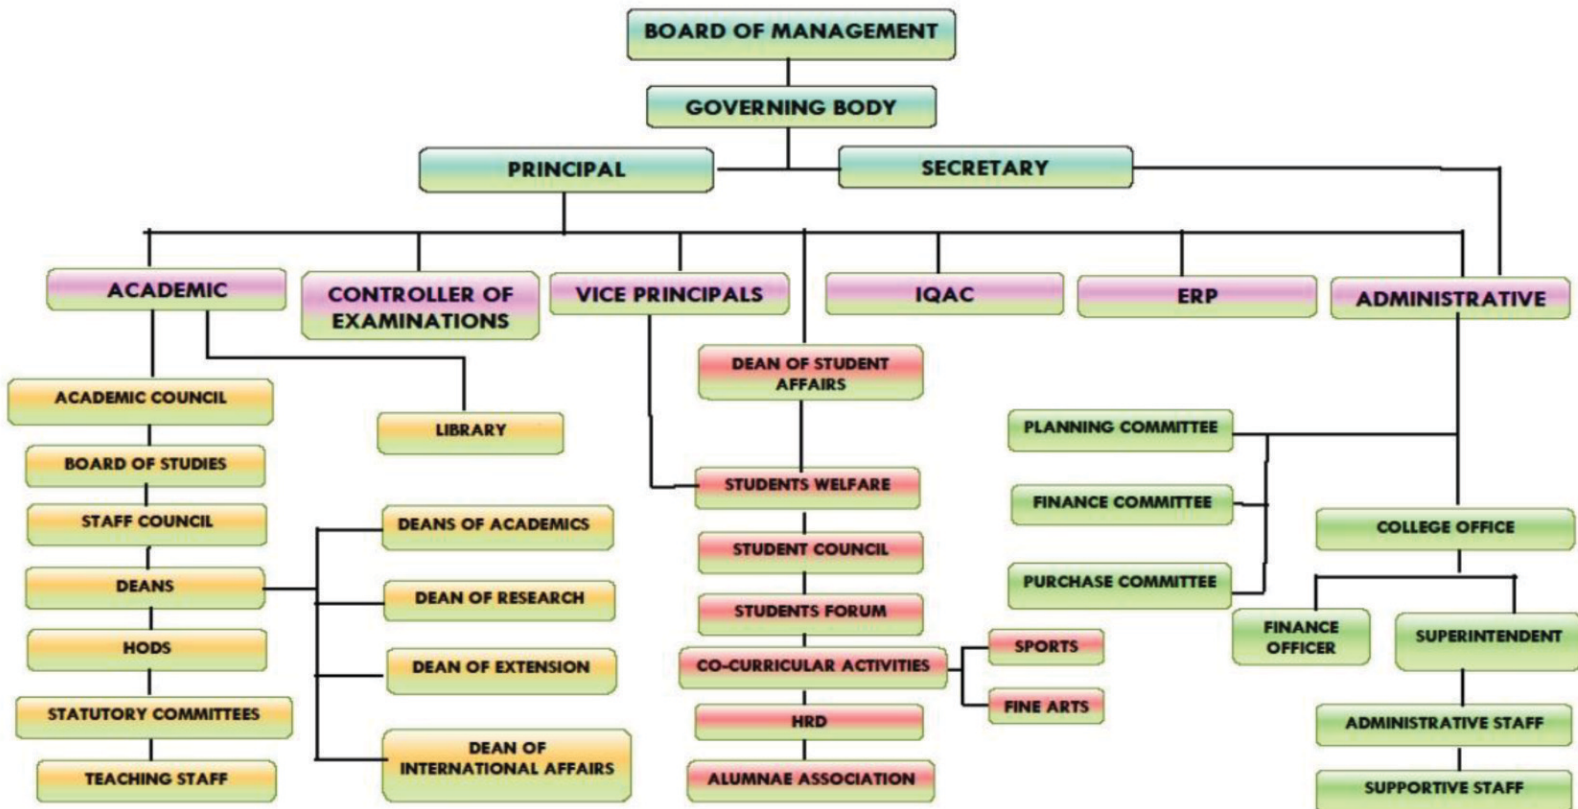 BOARD OF MANAGEMENT
GOVERNING BODY
PRINCIPAL
SECRETARY
ACADEMIC
CONTROLLER OF
EXAMINATIONS
VICE PRINCIPALS
IQAC
ERP
ADMINISTRATIVE
DEAN OF STUDENT
AFFAIRS
ACADEMIC COUNCIL
LIBRARY
BOARD OF STUDIES
STAFF COUNCIL
DEANS
HODS
STATUTORY COMMITTEES
TEACHING STAFF
DEANS OF ACADEMICS
DEAN OF RESEARCH
DEAN OF EXTENSION
DEAN OF
INTERNATIONAL AFFAIRS
STUDENTS WELFARE
STUDENT COUNCIL
STUDENTS FORUM
CO-CURRICULAR ACTIVITIES
SPORTS
FINE ARTS
HRD
ALUMNAE ASSOCIATION
PLANNING COMMITTEE
FINANCE COMMITTEE
PURCHASE COMMITTEE
COLLEGE OFFICE
FINANCE
OFFICER
SUPERINTENDENT
ADMINISTRATIVE STAFF
SUPPORTIVE STAFF